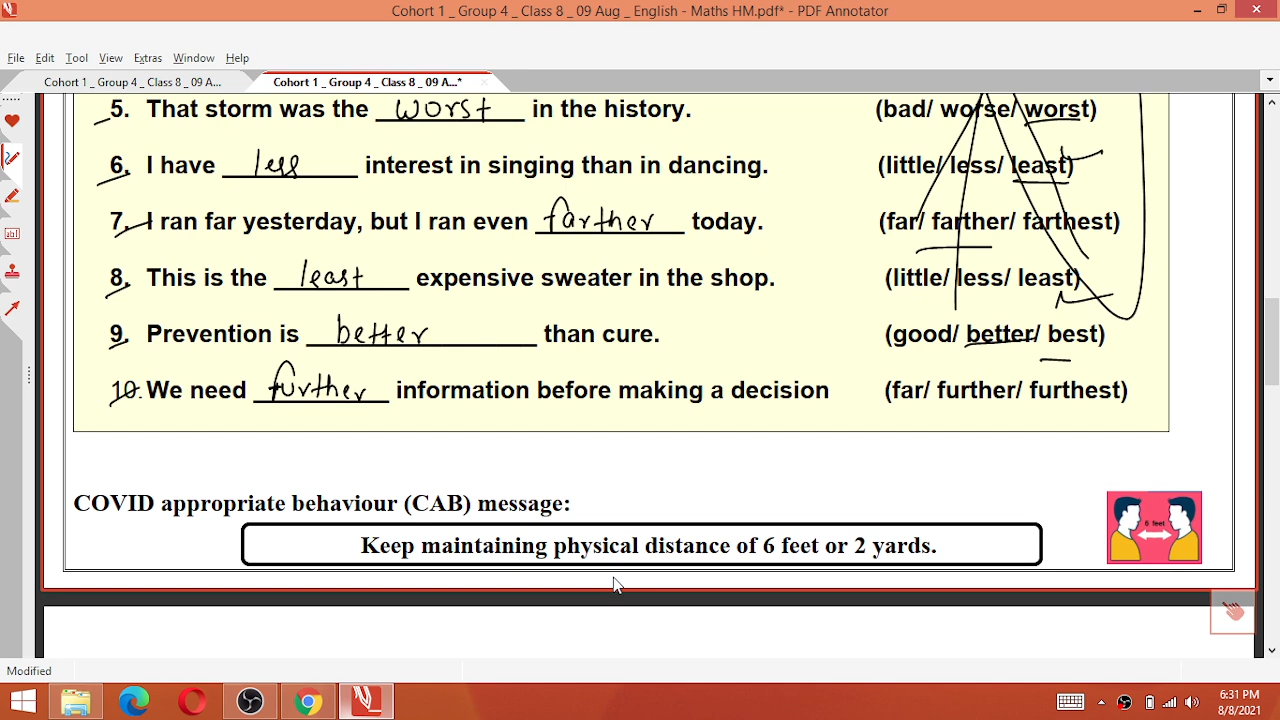 Cohort 1 _ Group 4 _ Class 8 _ 09 Aug _ English - Maths HM.pdf* - PDF Annotator
File Edit Tool View Extras Window Help
Cohort 1 _ Group 4 _ Class 8 _ 09 A... Cohort 1 _ Group 4 _ Class 8 _ 09 A...*
5. That storm was the worst in the history. (bad/ worse/ worst)
6. I have less interest in singing than in dancing. (little/ less/ least)
7. I ran far yesterday, but I ran even farther today. (far/ farther/ farthest)
8. This is the least expensive sweater in the shop. (little/ less/ least)
9. Prevention is better than cure. (good/ better/ best)
10. We need further information before making a decision (far/ further/ furthest)
COVID appropriate behaviour (CAB) message:
6 feet
Keep maintaining physical distance of 6 feet or 2 yards.
Modified
6:31 PM
8/8/2021